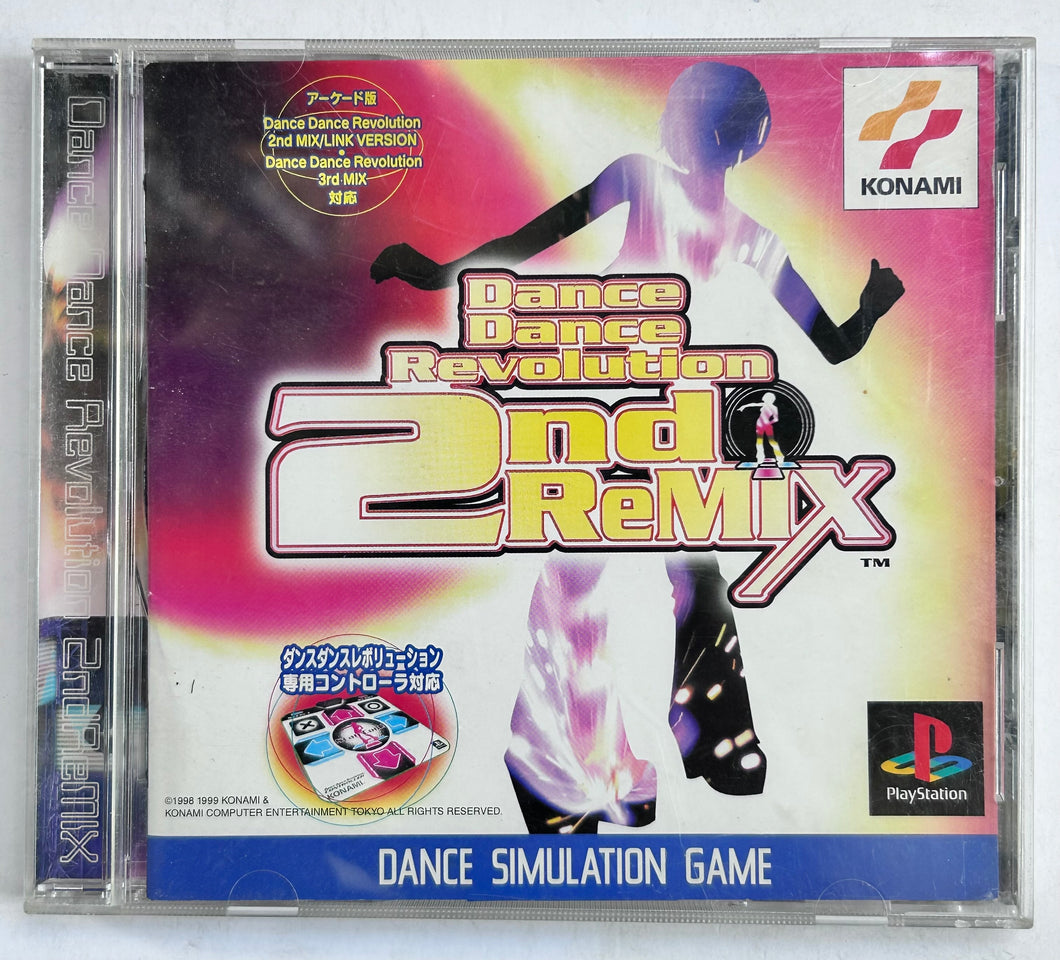 Dance Dance Revolution 2ndReMIX
アーケード版
Dance Dance Revolution
2nd MIX/LINK VERSION
•
Dance Dance Revolution
3rd MIX
対応
KONAMI
Dance
Dance
Revolution
2nd
ReMIX
TM
ダンスダンスレボリューション
専用コントローラ対応
KONAMI
©1998 1999 KONAMI &
KONAMI COMPUTER ENTERTAINMENT TOKYO ALL RIGHTS RESERVED.
PlayStation
DANCE SIMULATION GAME